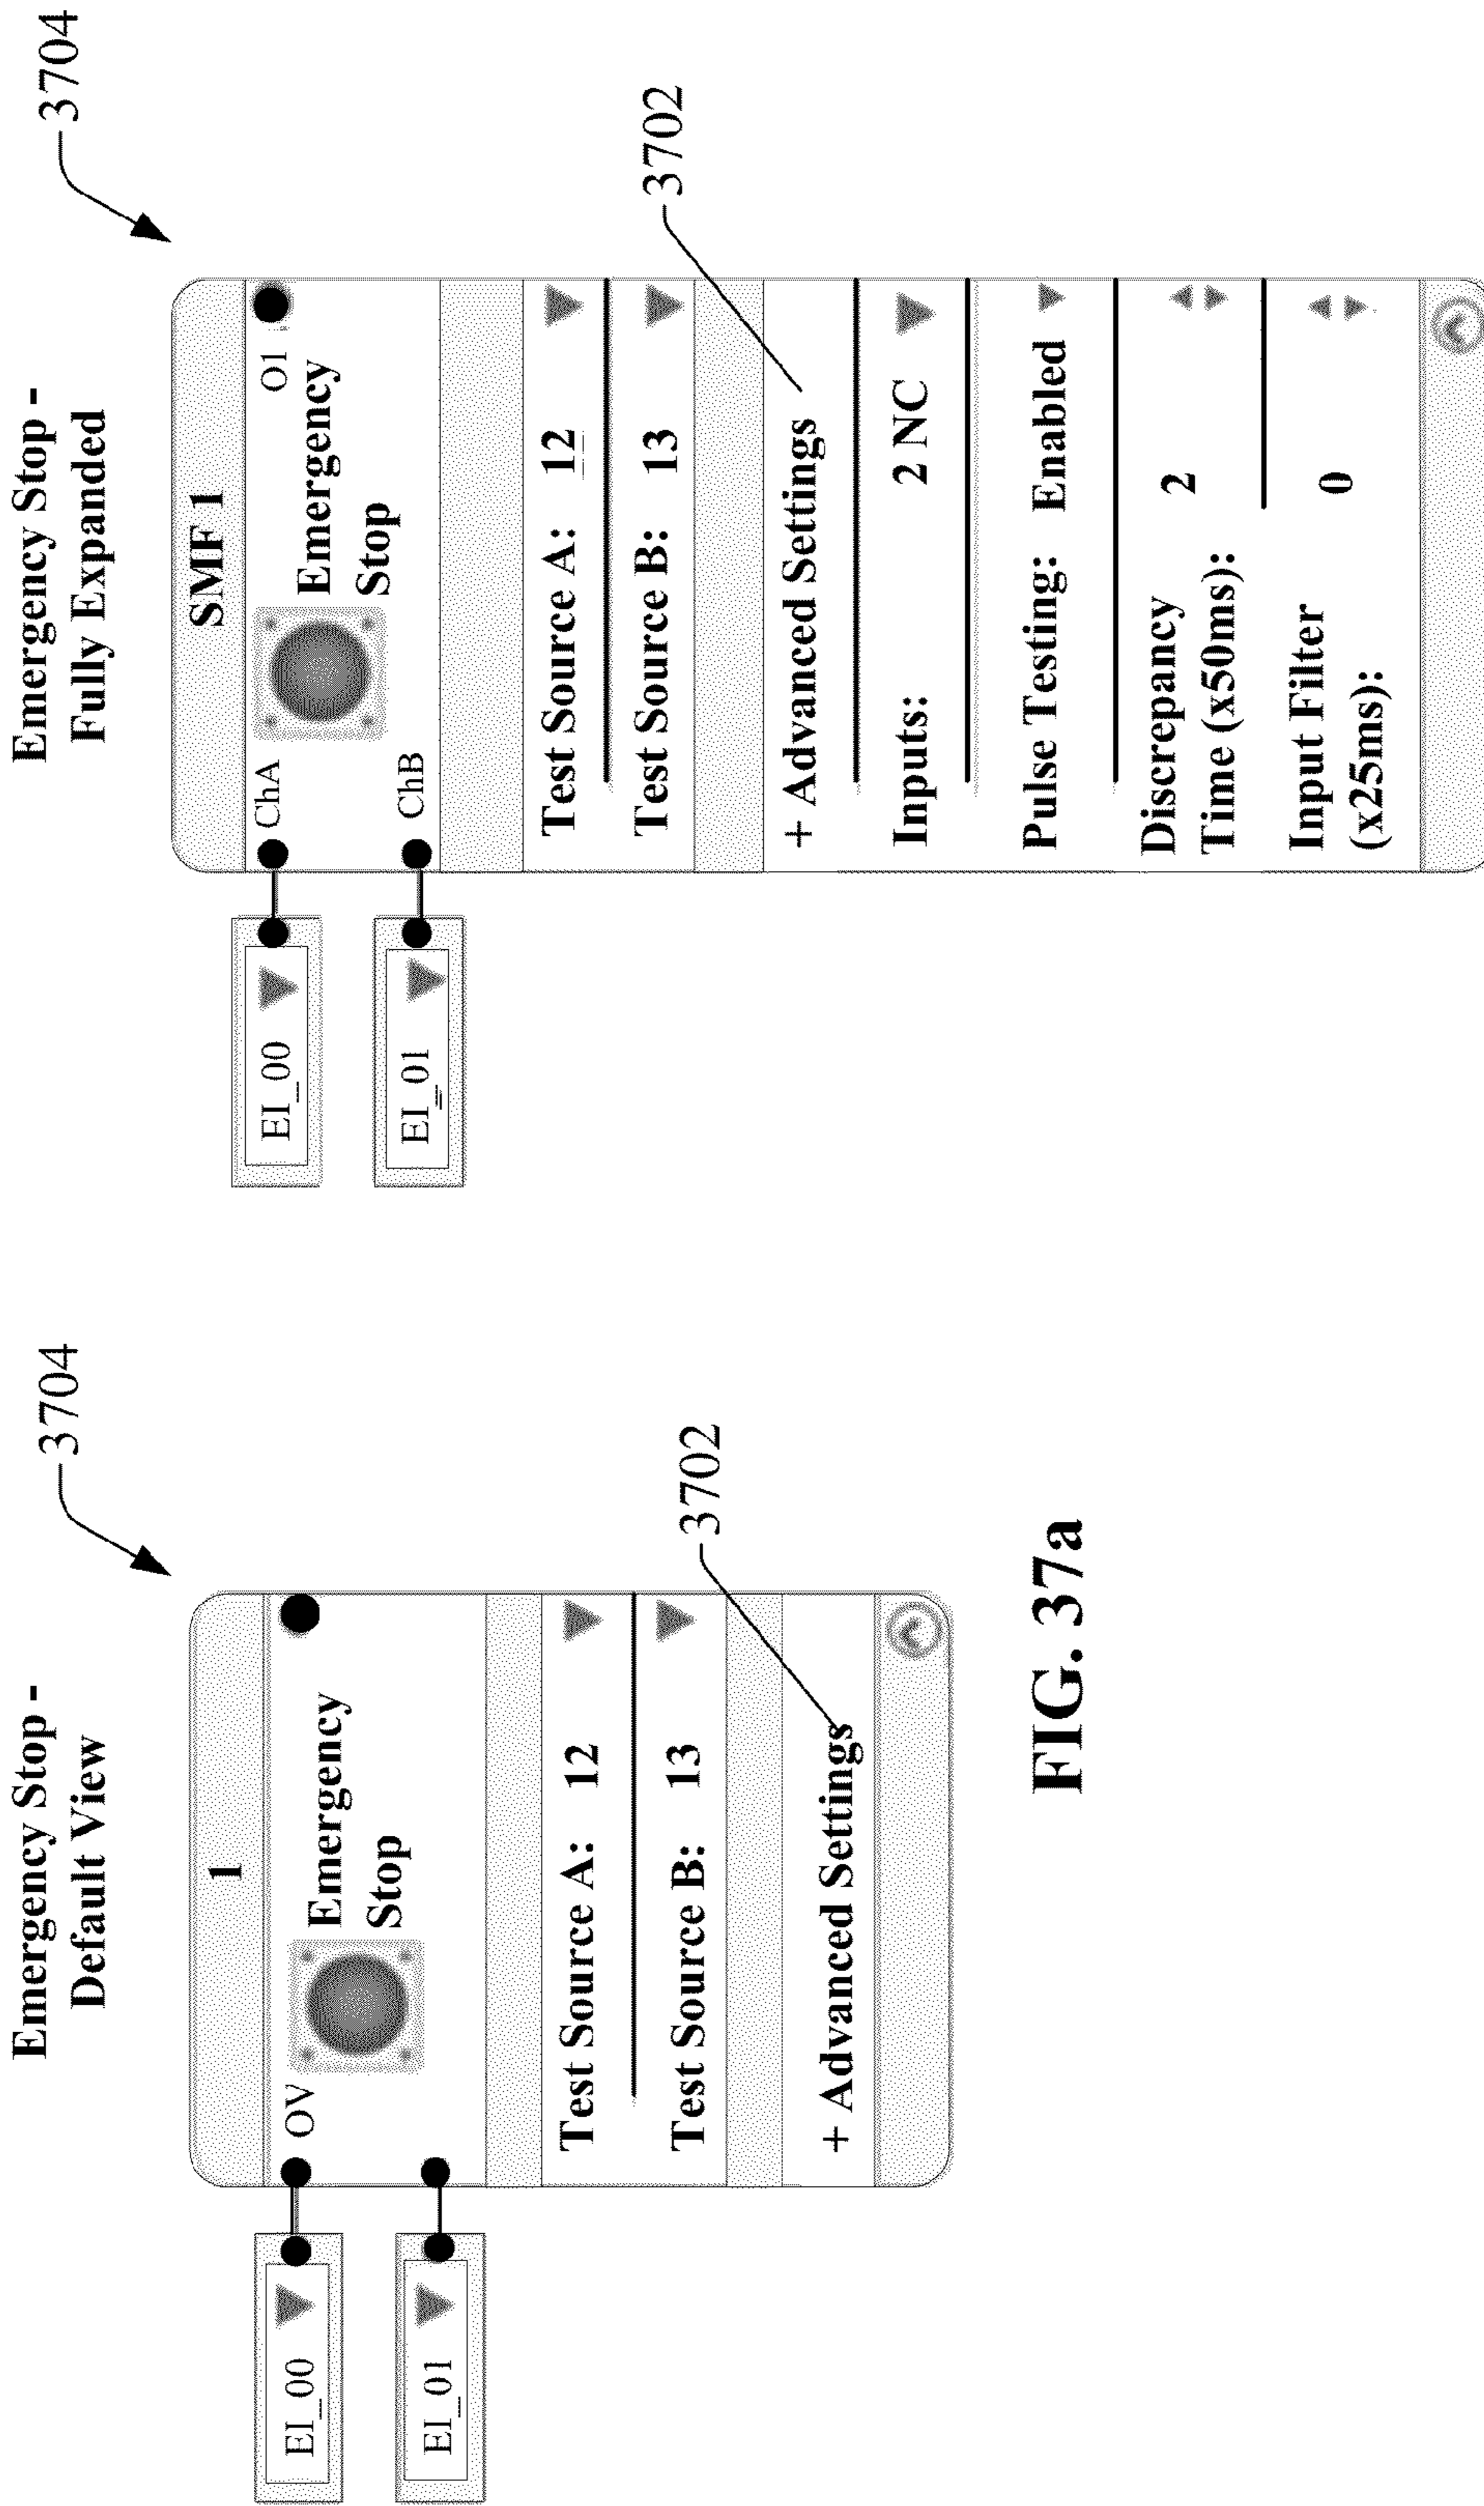 Emergency Stop -
Default View
3704
1
OV
Emergency
Stop
EI_00
EI_01
Test Source A: 12
Test Source B: 13
3702
+ Advanced Settings
Emergency Stop -
Fully Expanded
3704
SMF 1
ChA
O1
Emergency
Stop
ChB
EI_00
EI_01
Test Source A: 12
Test Source B: 13
3702
+ Advanced Settings
Inputs: 2 NC
Pulse Testing: Enabled
Discrepancy
Time (x50ms): 2
Input Filter
(x25ms): 0
FIG. 37a